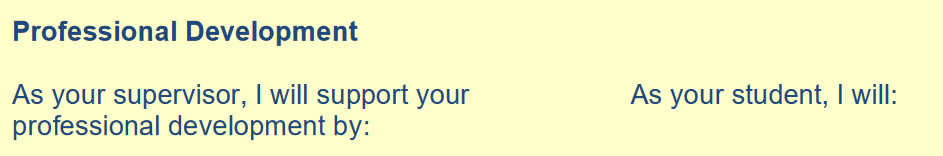 Professional Development
As your supervisor, I will support your professional development by:
As your student, I will: